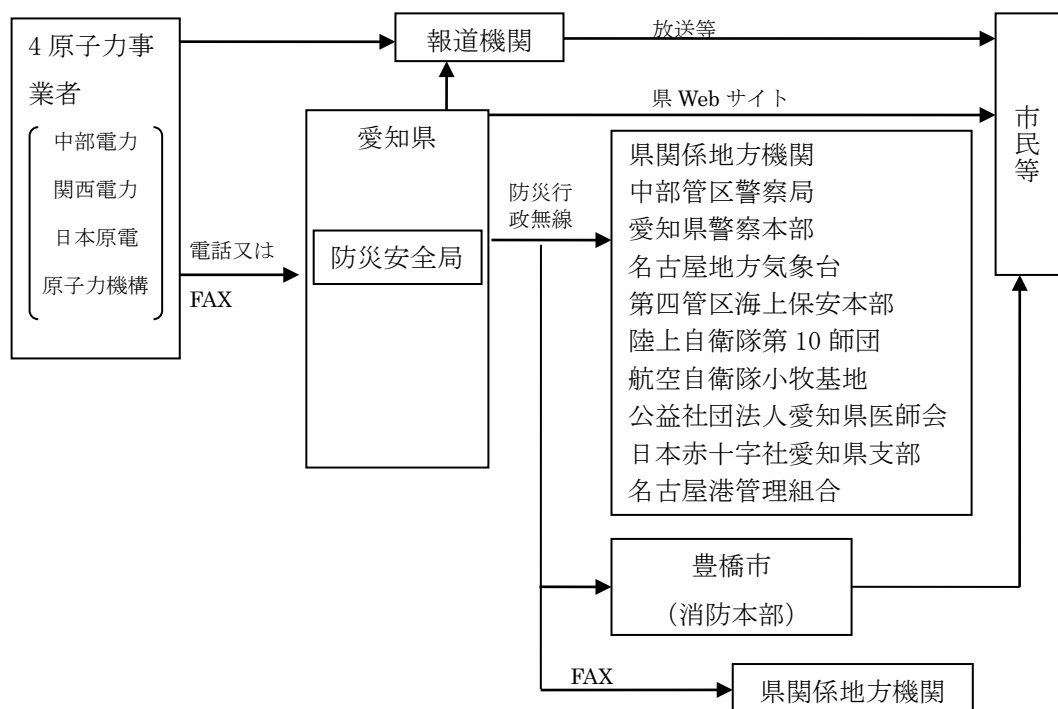 4 原子力事
業者
中部電力
関西電力
日本原電
原子力機構
電話又は
FAX
報道機関
放送等
県 Web サイト
愛知県
防災安全局
防災行
政無線
県関係地方機関
中部管区警察局
愛知県警察本部
名古屋地方気象台
第四管区海上保安本部
陸上自衛隊第 10 師団
航空自衛隊小牧基地
公益社団法人愛知県医師会
日本赤十字社愛知県支部
名古屋港管理組合
市民等
豊橋市
（消防本部）
FAX
県関係地方機関